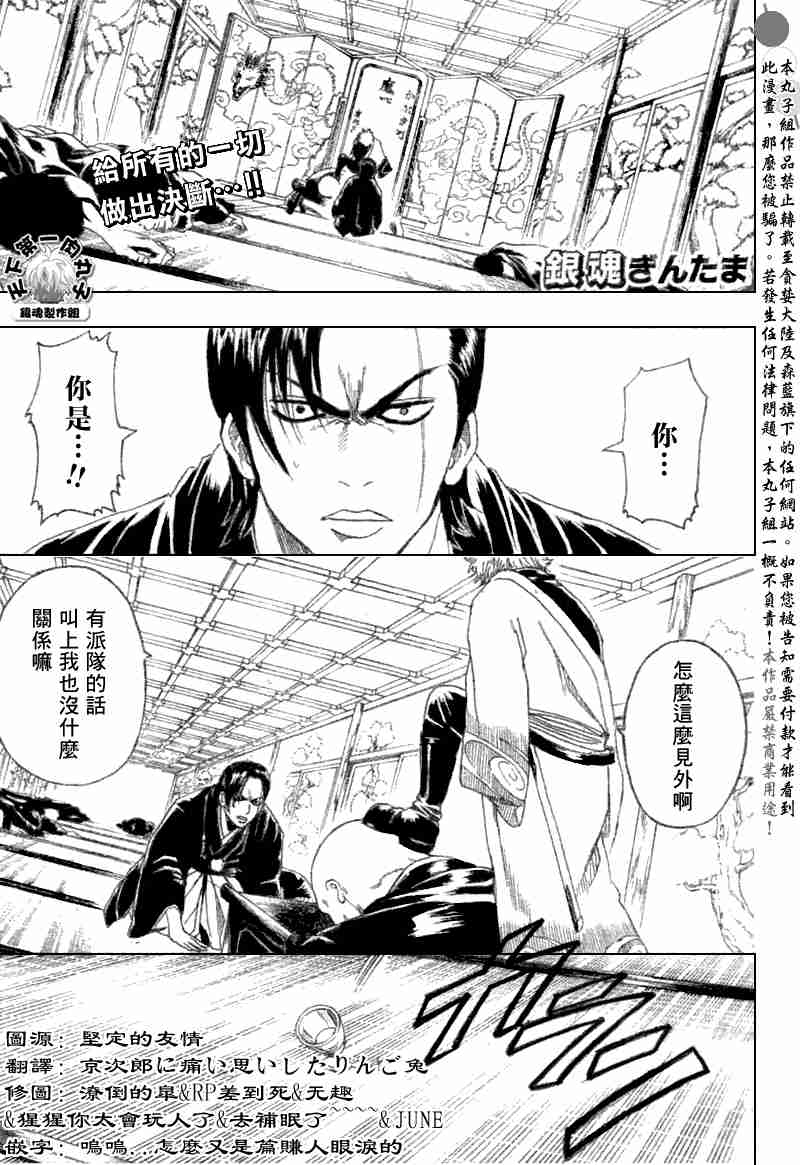 給所有的一切
做出決斷…!!
銀魂ぎんたま
天下第一肉丸子
銀魂製作組
你…
你是…!!
怎麼這麼見外啊
有派隊的話
叫上我也沒什麼
關係嘛
圖源：堅定的友情
翻譯：京次郎に痛い思いしたりんご兔
修圖：潦倒的阜&RP差到死&无趣
&猩猩你太會玩人了&去補眠了~~~~&JUNE
嵌字：嗚嗚...怎麼又是篇賺人眼淚的
本丸子組作品禁止轉載至貪婪大陸及森藍旗下的任何網站。如果您被告知需要付款才能看到
此漫畫，那麼您被騙了。若發生任何法律問題，本丸子組一概不負責！本作品嚴禁商業用途！